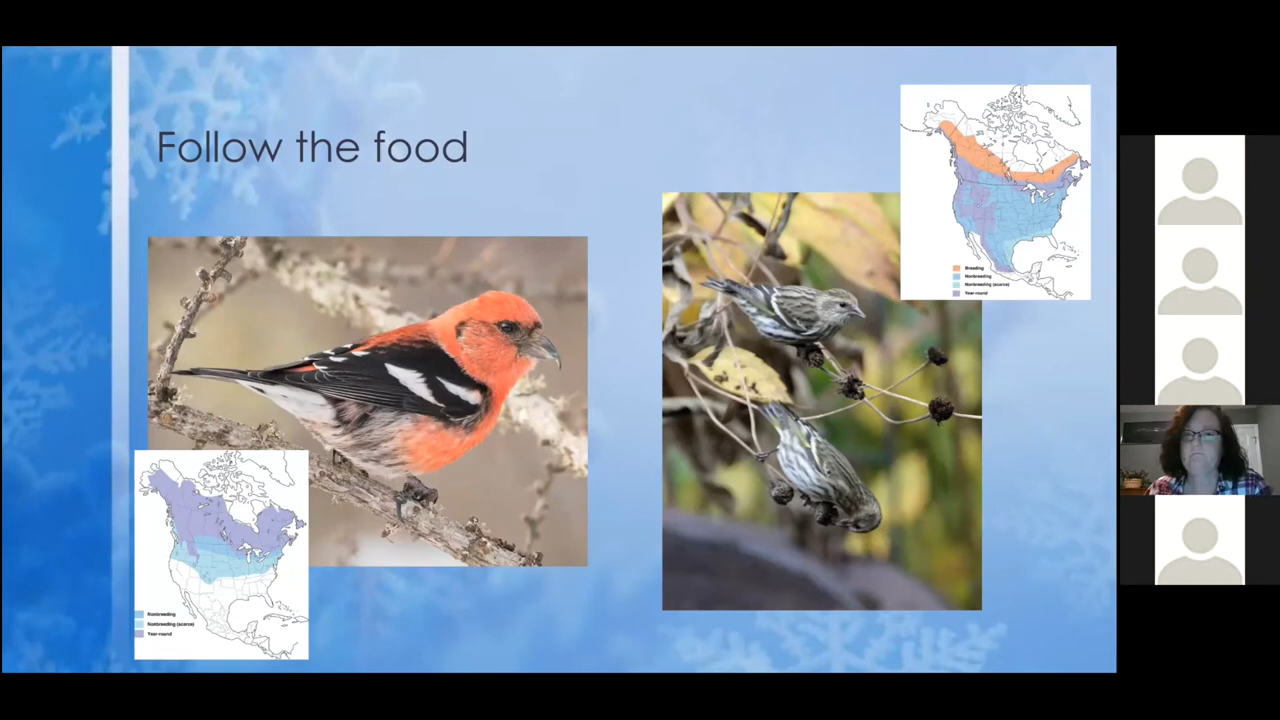 Follow the food
Breeding
Nonbreeding
Nonbreeding (scarce)
Year-round
Nonbreeding
Nonbreeding (scarce)
Year-round